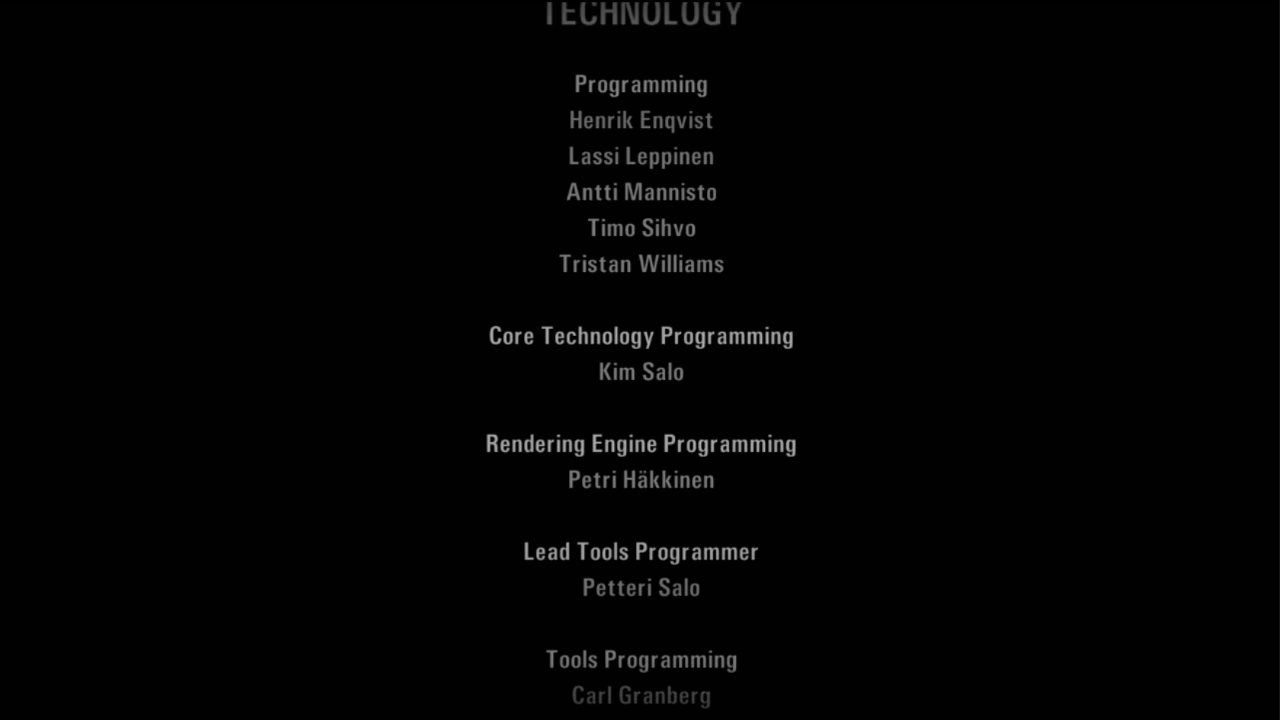 TECHNOLOGY
Programming
Henrik Enqvist
Lassi Leppinen
Antti Mannisto
Timo Sihvo
Tristan Williams
Core Technology Programming
Kim Salo
Rendering Engine Programming
Petri Häkkinen
Lead Tools Programmer
Petteri Salo
Tools Programming
Carl Granberg